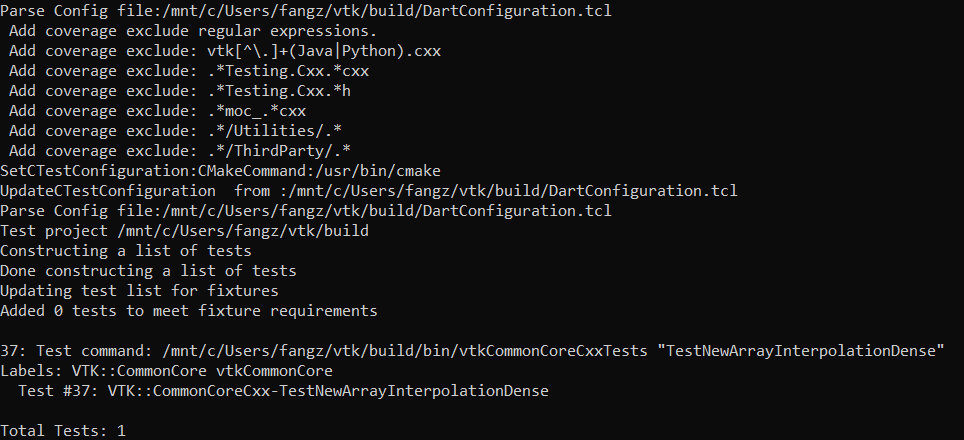 Parse Config file:/mnt/c/Users/fangz/vtk/build/DartConfiguration.tcl
 Add coverage exclude regular expressions.
 Add coverage exclude: vtk[^\.]+(Java|Python).cxx
 Add coverage exclude: .*Testing.Cxx.*cxx
 Add coverage exclude: .*Testing.Cxx.*h
 Add coverage exclude: .*moc_.*cxx
 Add coverage exclude: .*/Utilities/.*
 Add coverage exclude: .*/ThirdParty/.*
SetCTestConfiguration:CMakeCommand:/usr/bin/cmake
UpdateCTestConfiguration  from :/mnt/c/Users/fangz/vtk/build/DartConfiguration.tcl
Parse Config file:/mnt/c/Users/fangz/vtk/build/DartConfiguration.tcl
Test project /mnt/c/Users/fangz/vtk/build
Constructing a list of tests
Done constructing a list of tests
Updating test list for fixtures
Added 0 tests to meet fixture requirements

37: Test command: /mnt/c/Users/fangz/vtk/build/bin/vtkCommonCoreCxxTests "TestNewArrayInterpolationDense"
Labels: VTK::CommonCore vtkCommonCore
  Test #37: VTK::CommonCoreCxx-TestNewArrayInterpolationDense

Total Tests: 1